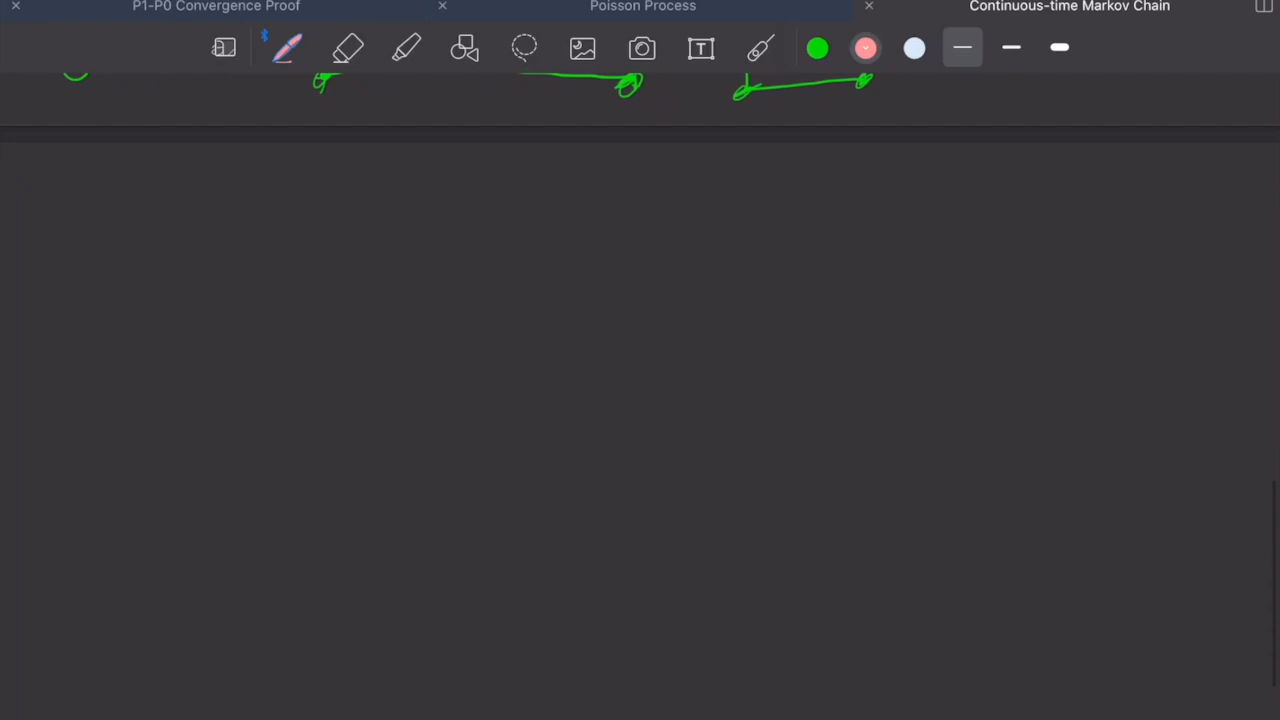 P1-P0 Convergence Proof
Poisson Process
Continuous-time Markov Chain
T